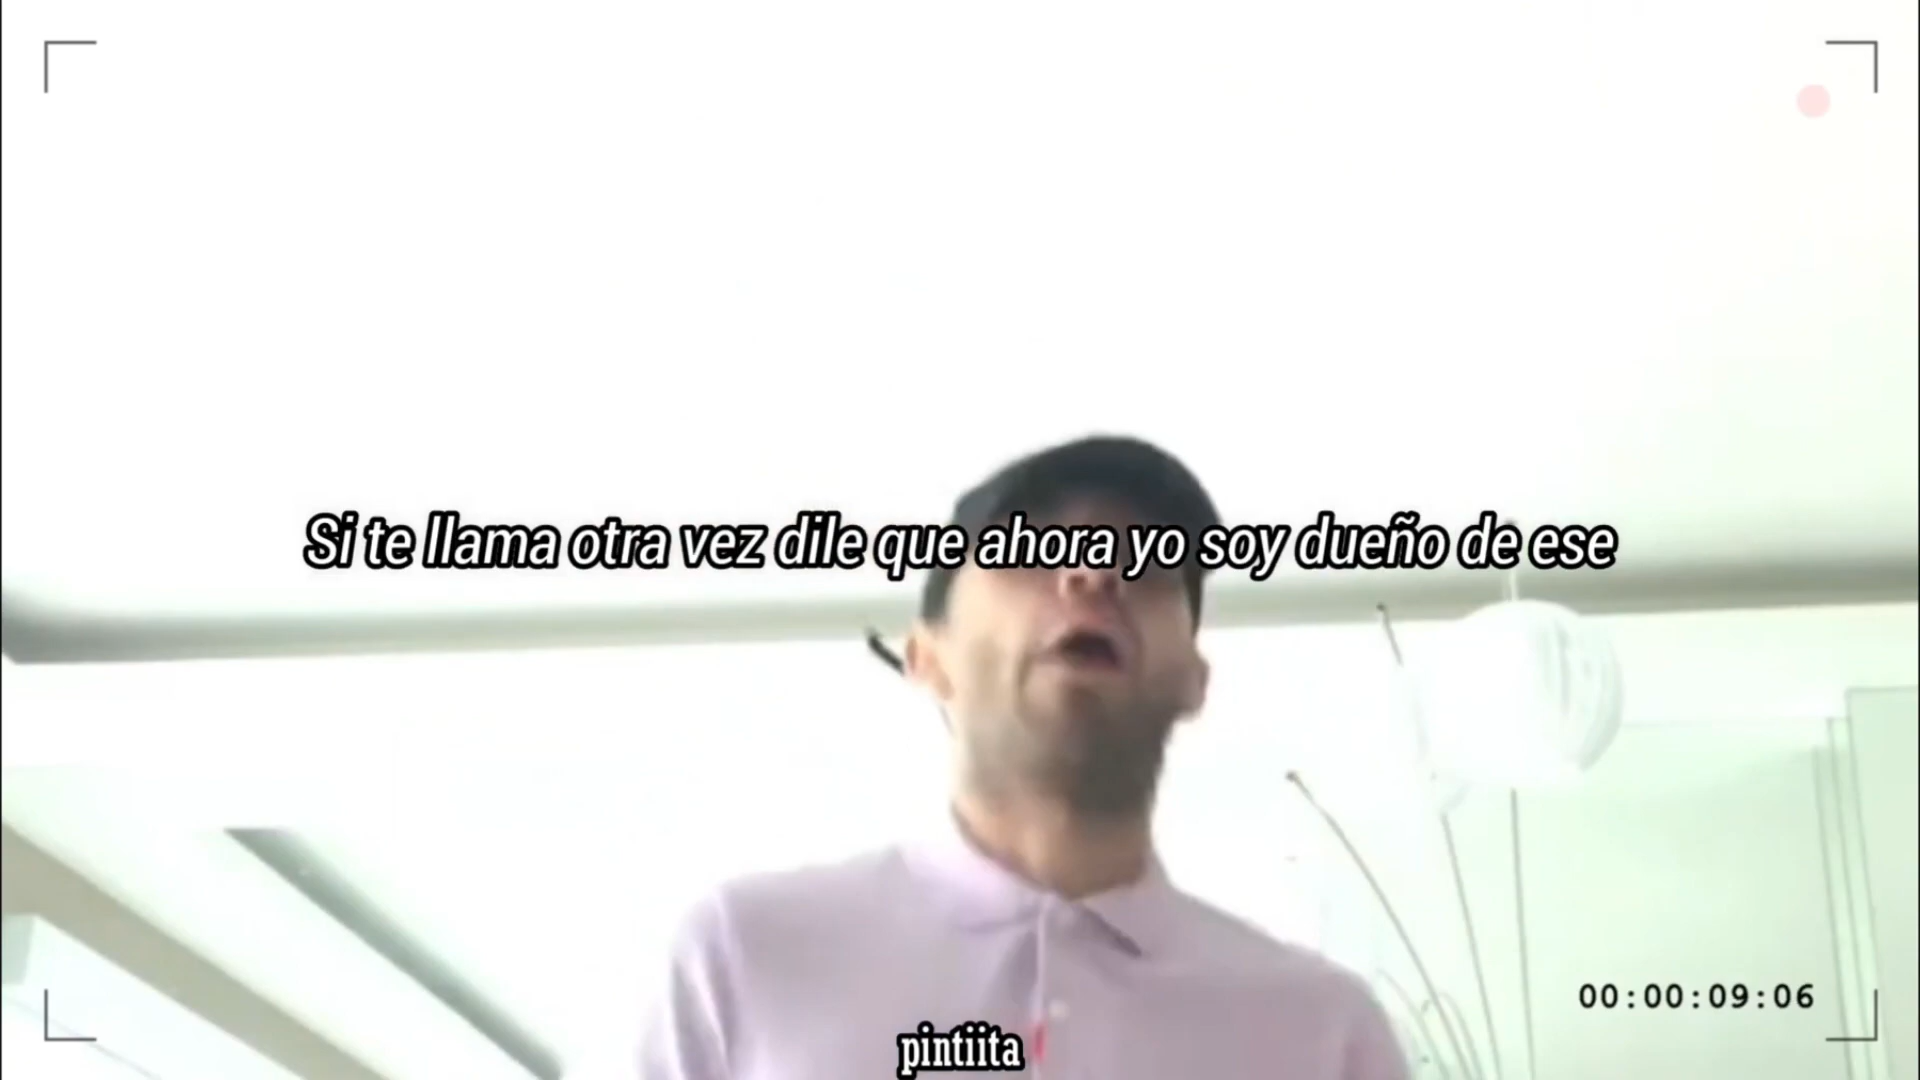 Si te llama otra vez dile que ahora yo soy dueño de ese
00:00:09:06
pintiita